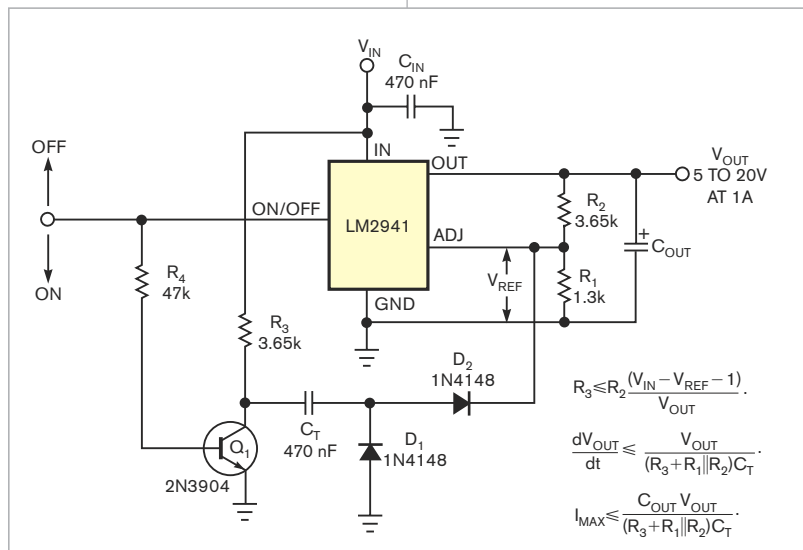 V_IN
C_IN
470 nF
OFF
IN
OUT
V_OUT
5 TO 20V
AT 1A
R_2
3.65k
ON/OFF
LM2941
ADJ
C_OUT
+
ON
R_4
47k
V_REF
R_1
1.3k
GND
R_3
3.65k
D_2
1N4148
R_3≤R_2 (V_IN−V_REF−1)/V_OUT.
C_T
470 nF
D_1
1N4148
Q_1
2N3904
dV_OUT/dt ≤ V_OUT/((R_3+R_1||R_2)C_T).
I_MAX≤ C_OUT V_OUT/((R_3+R_1||R_2)C_T).